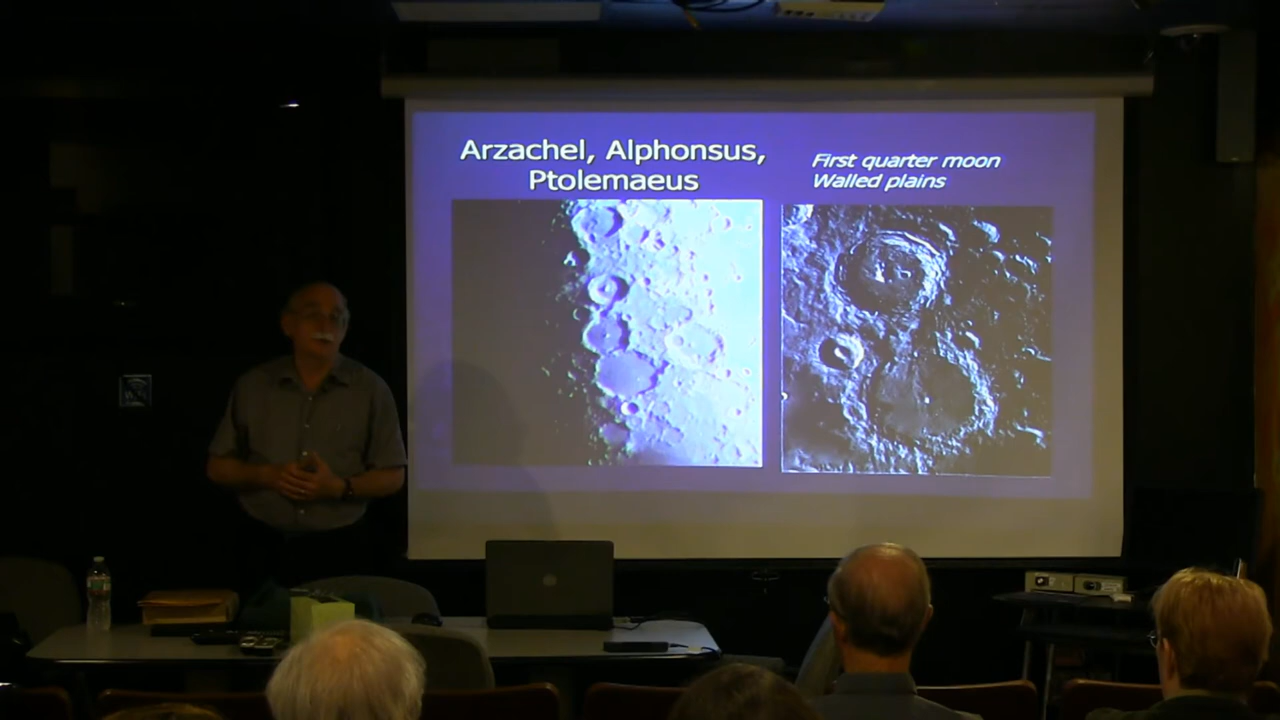 Arzachel, Alphonsus,
Ptolemaeus
First quarter moon
Walled plains